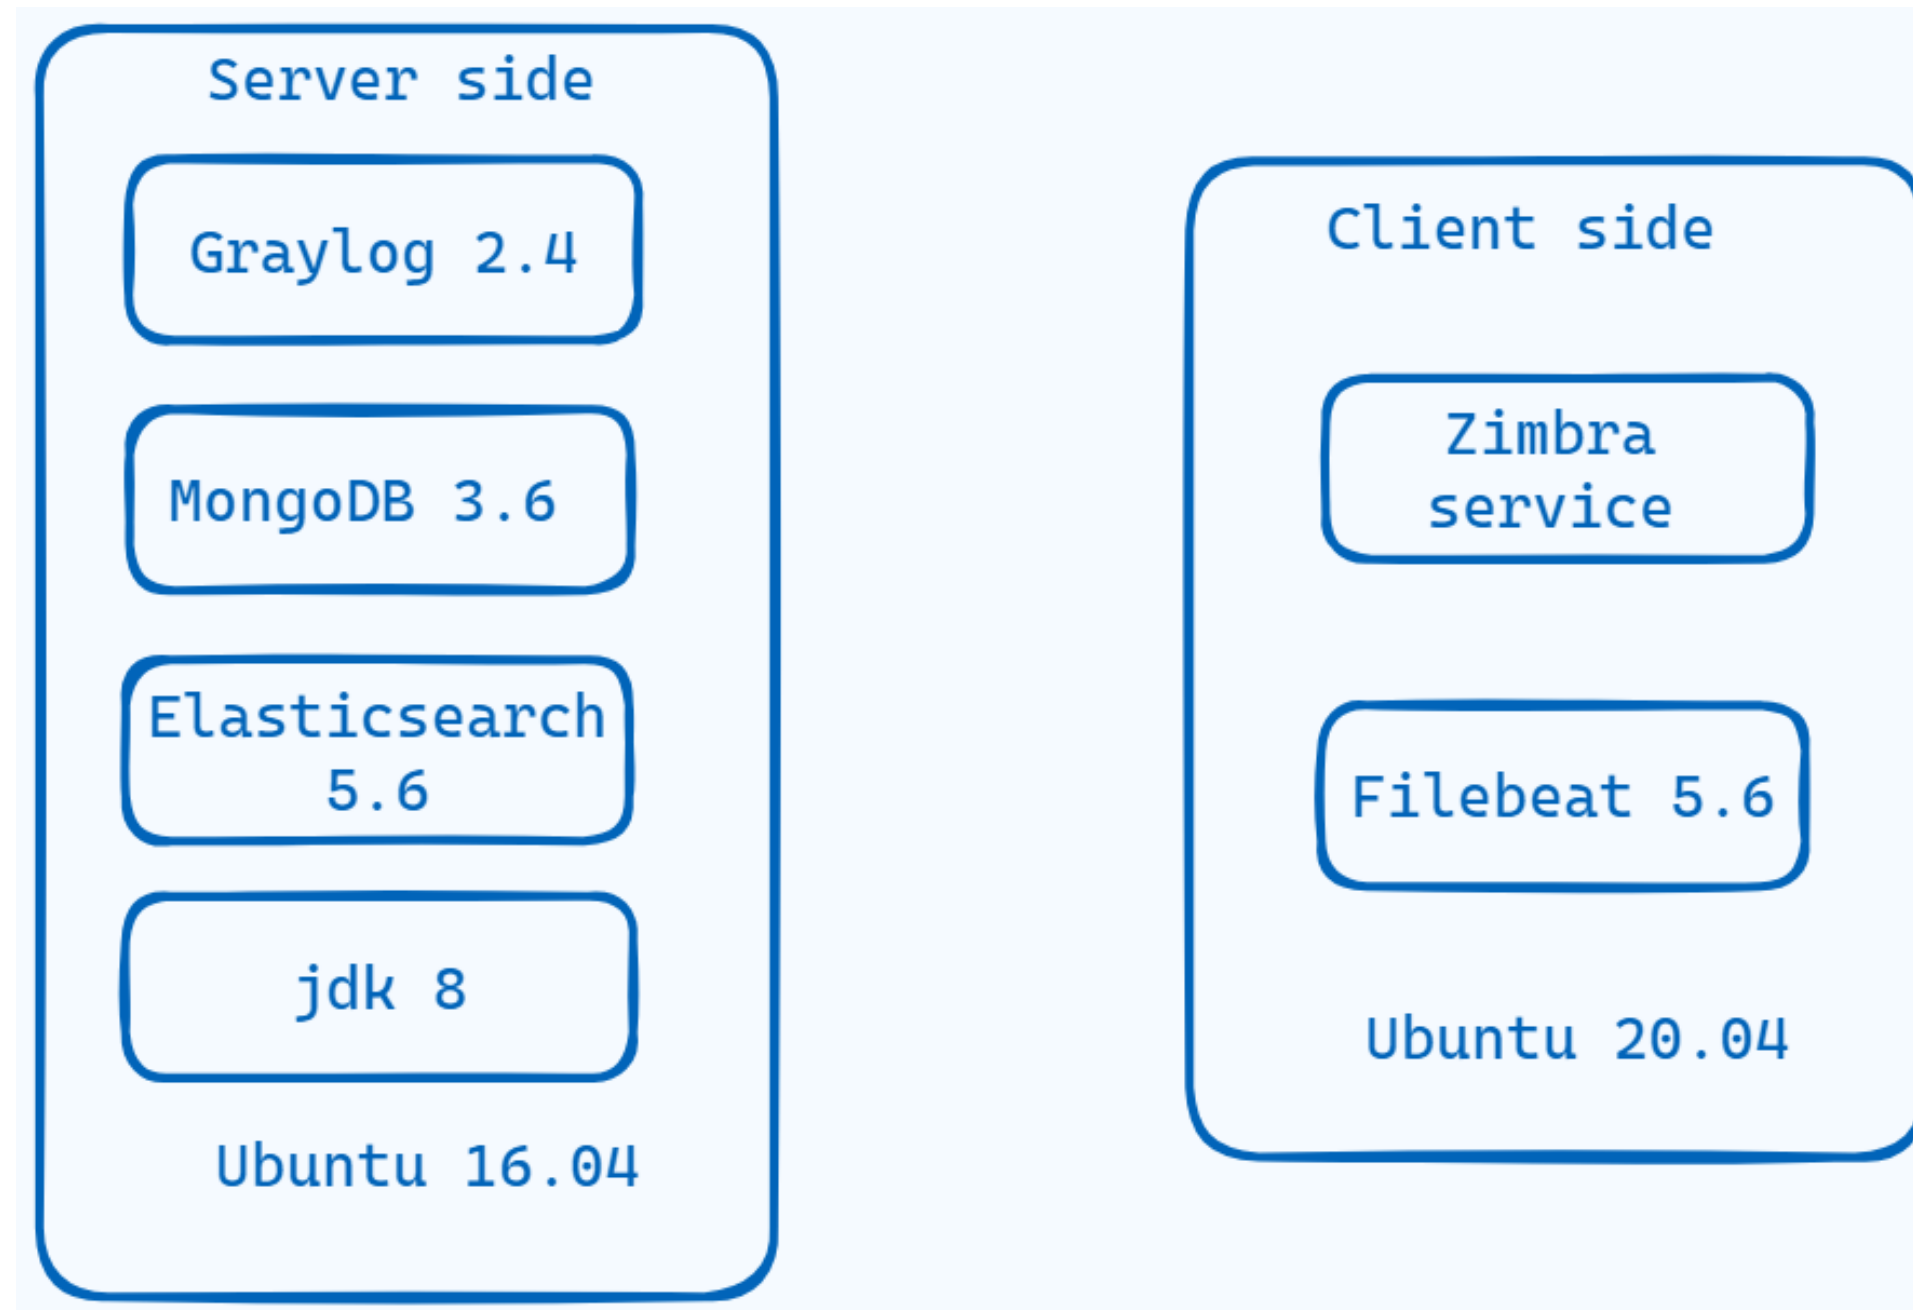 Server side
Graylog 2.4
MongoDB 3.6
Elasticsearch
5.6
jdk 8
Ubuntu 16.04
Client side
Zimbra
service
Filebeat 5.6
Ubuntu 20.04